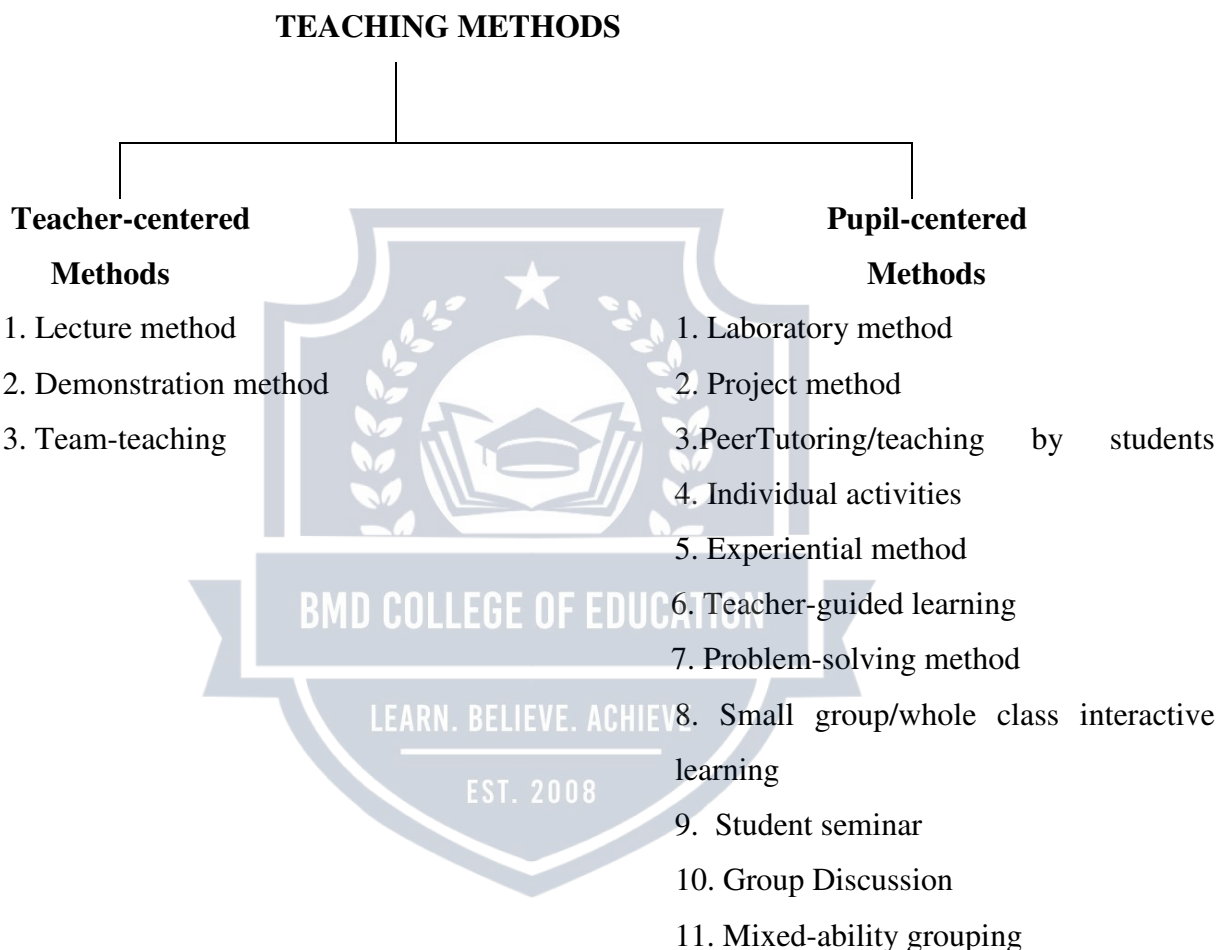 TEACHING METHODS
Teacher-centered
Methods
1. Lecture method
2. Demonstration method
3. Team-teaching
Pupil-centered
Methods
1. Laboratory method
2. Project method
3.PeerTutoring/teaching by students
4. Individual activities
5. Experiential method
6. Teacher-guided learning
7. Problem-solving method
8. Small group/whole class interactive
learning
9. Student seminar
10. Group Discussion
11. Mixed-ability grouping
BMD COLLEGE OF EDUCATION
LEARN. BELIEVE. ACHIEVE
EST. 2008